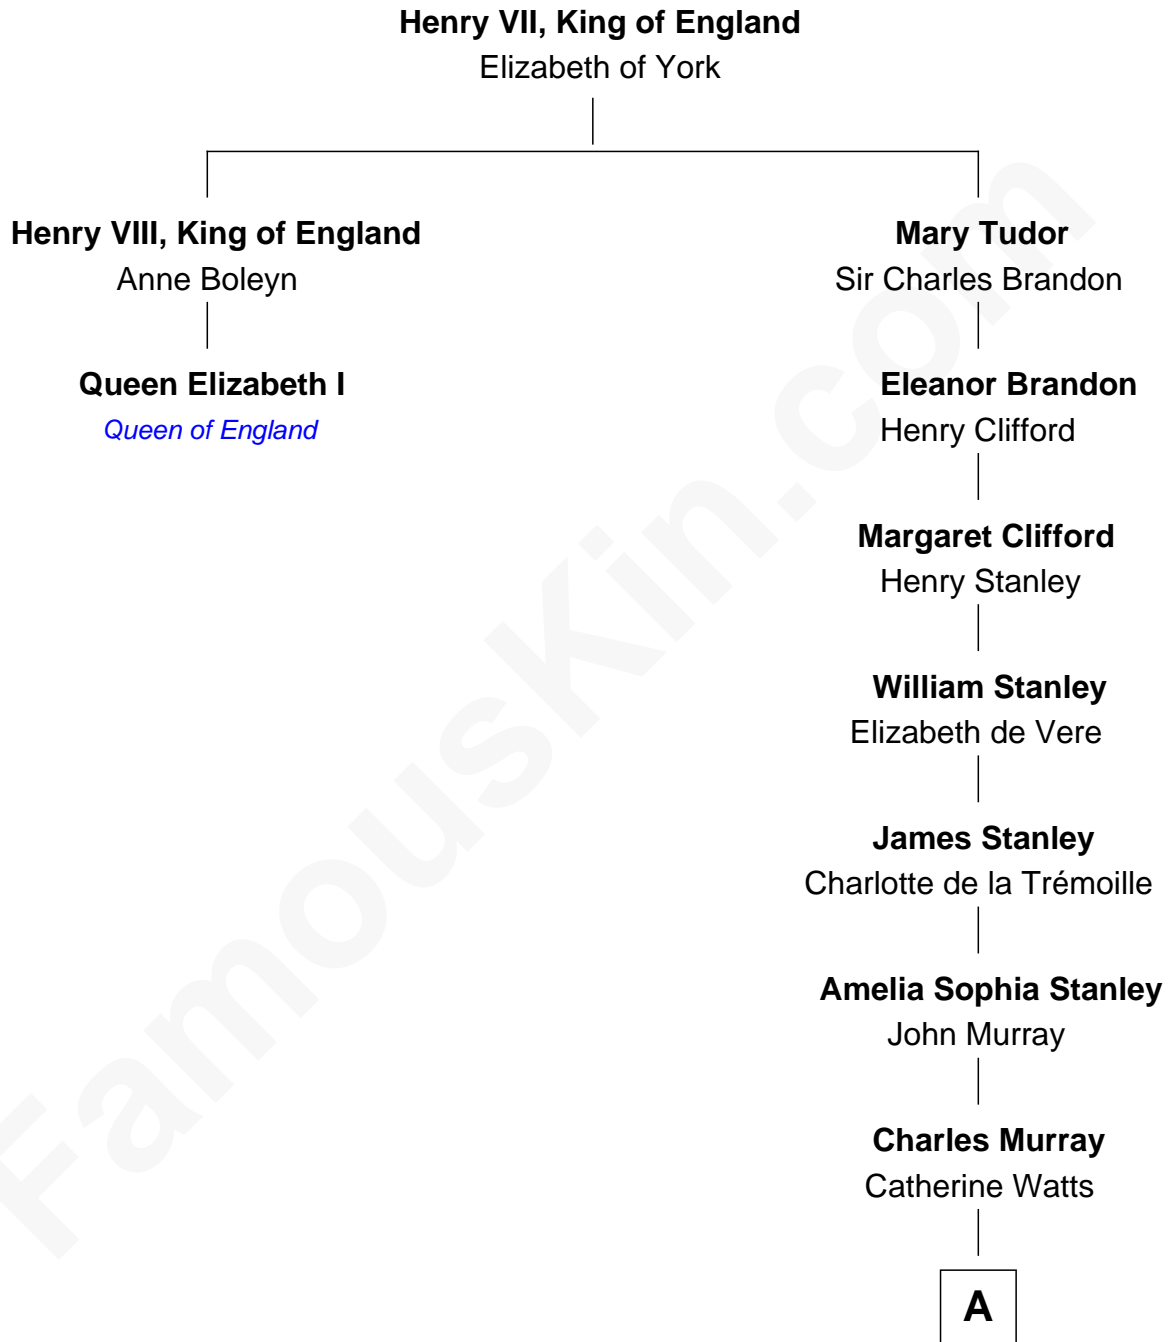 Henry VII, King of England
Elizabeth of York
Henry VIII, King of England
Anne Boleyn
Mary Tudor
Sir Charles Brandon
Queen Elizabeth I
Queen of England
Eleanor Brandon
Henry Clifford
Margaret Clifford
Henry Stanley
William Stanley
Elizabeth de Vere
James Stanley
Charlotte de la Trémoille
Amelia Sophia Stanley
John Murray
Charles Murray
Catherine Watts
A
FamousKin.com